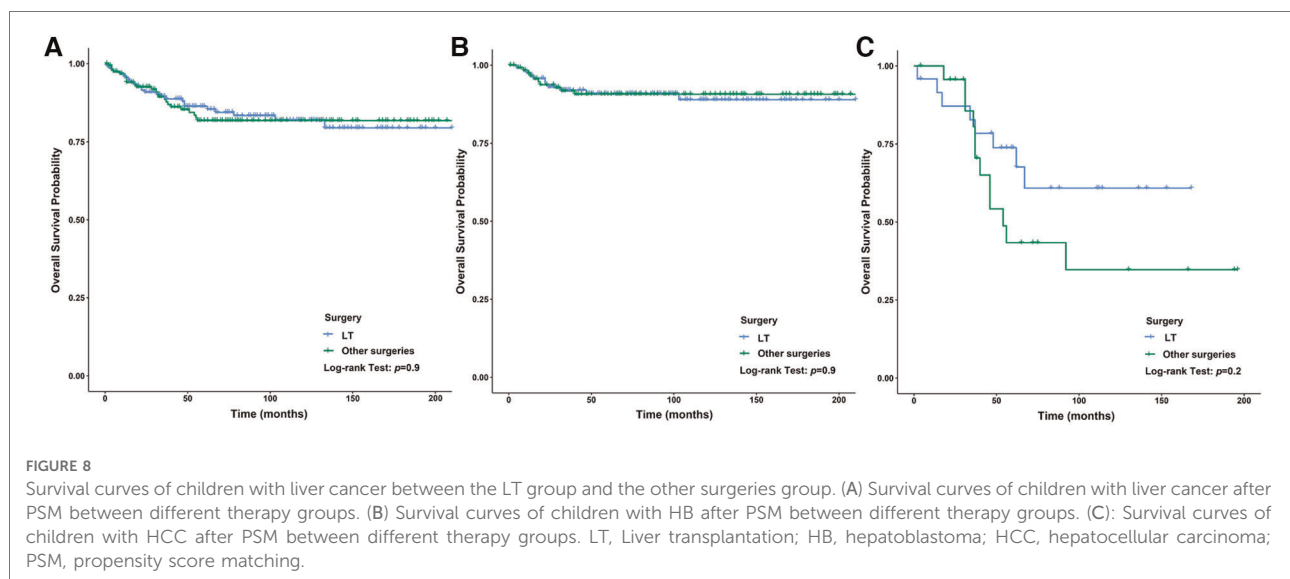 A
Overall Survival Probability
1.00
0.75
0.50
0.25
0.00
Surgery
LT
Other surgeries
Log-rank Test: p=0.9
0
50
100
150
200
Time (months)
B
Overall Survival Probability
1.00
0.75
0.50
0.25
0.00
Surgery
LT
Other surgeries
Log-rank Test: p=0.9
0
50
100
150
200
Time (months)
C
Overall Survival Probability
1.00
0.75
0.50
0.25
0.00
Surgery
LT
Other surgeries
Log-rank Test: p=0.2
0
50
100
150
200
Time (months)
FIGURE 8
Survival curves of children with liver cancer between the LT group and the other surgeries group. (A) Survival curves of children with liver cancer after
PSM between different therapy groups. (B) Survival curves of children with HB after PSM between different therapy groups. (C): Survival curves of
children with HCC after PSM between different therapy groups. LT, Liver transplantation; HB, hepatoblastoma; HCC, hepatocellular carcinoma;
PSM, propensity score matching.